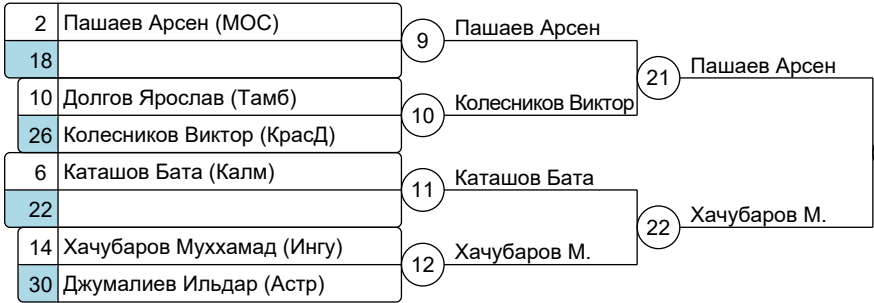 2 Пашаев Арсен (МОС)
18
9 Пашаев Арсен
10 Долгов Ярослав (Тамб)
26 Колесников Виктор (КрасД)
10 Колесников Виктор
21 Пашаев Арсен
6 Каташов Бата (Калм)
22
11 Каташов Бата
14 Хачубаров Муххамад (Ингу)
30 Джумалиев Ильдар (Астр)
12 Хачубаров М.
22 Хачубаров М.